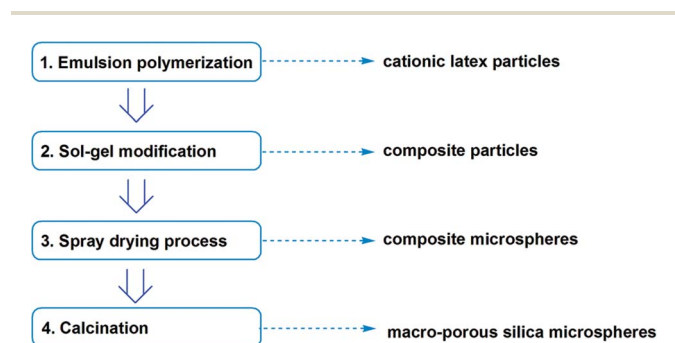 1. Emulsion polymerization
cationic latex particles
2. Sol-gel modification
composite particles
3. Spray drying process
composite microspheres
4. Calcination
macro-porous silica microspheres